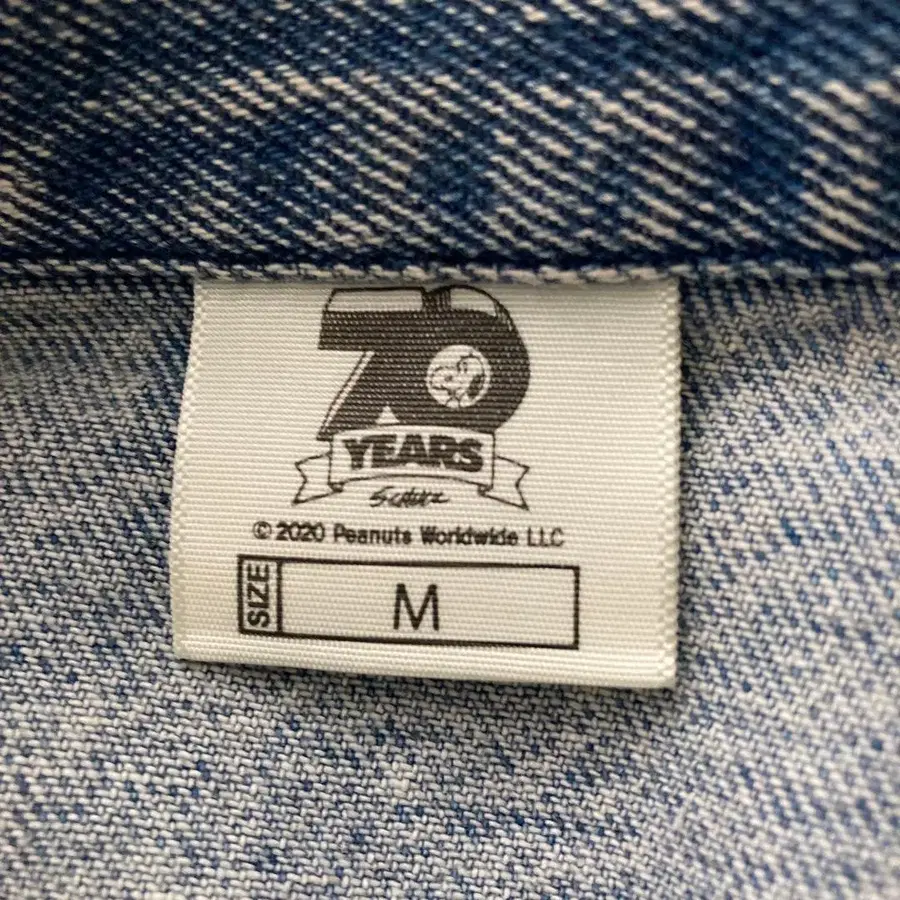 70
YEARS
Schulz
© 2020 Peanuts Worldwide LLC
SIZE
M